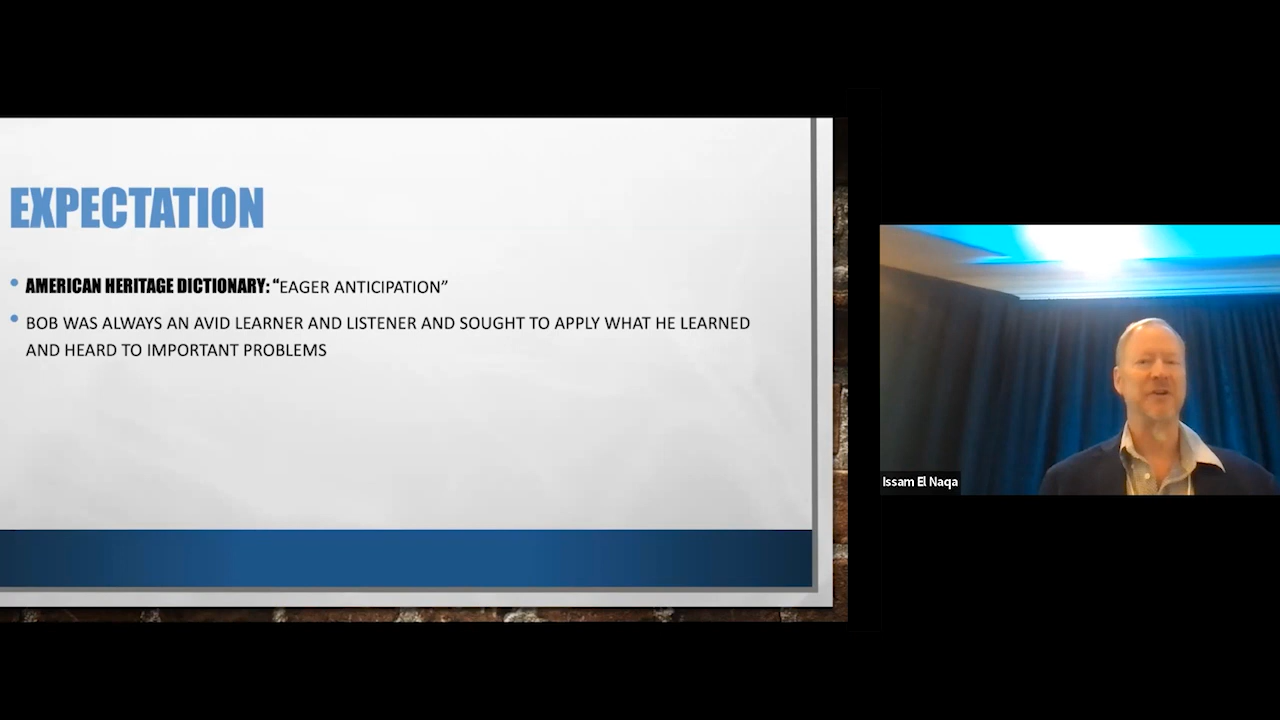 EXPECTATION
• AMERICAN HERITAGE DICTIONARY: “EAGER ANTICIPATION”
• BOB WAS ALWAYS AN AVID LEARNER AND LISTENER AND SOUGHT TO APPLY WHAT HE LEARNED
AND HEARD TO IMPORTANT PROBLEMS
Issam El Naqa